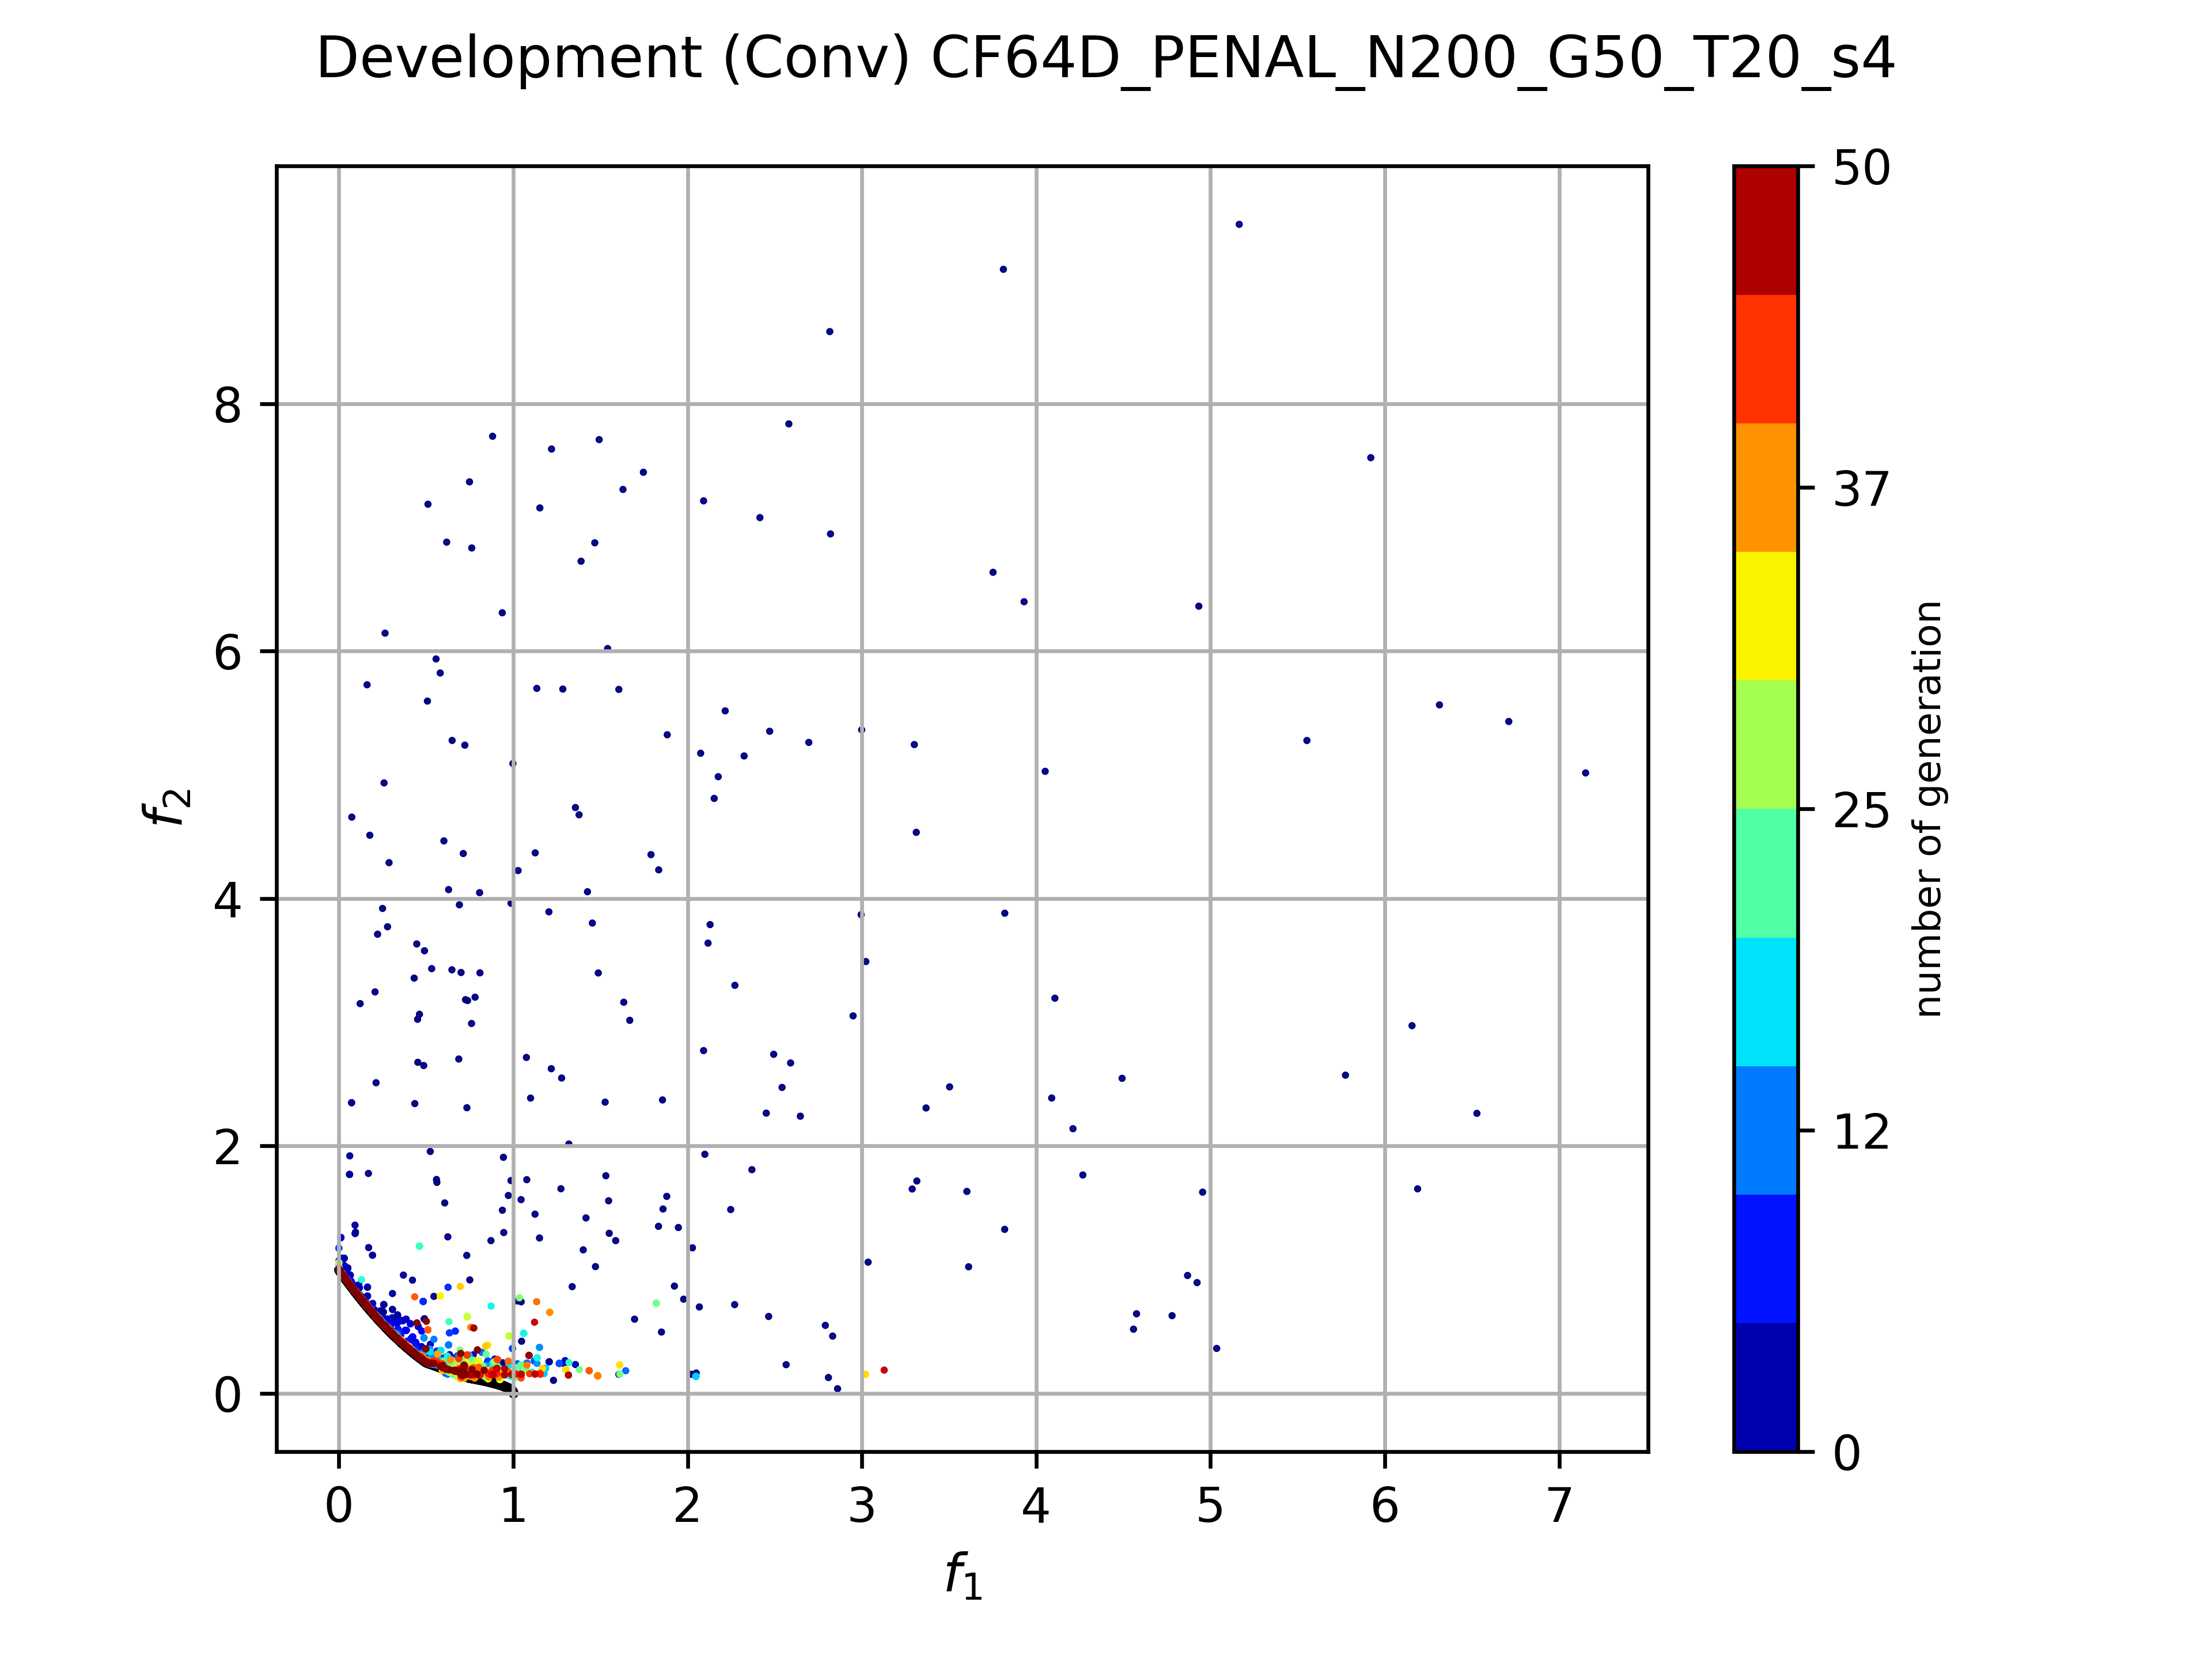 Development (Conv) CF64D_PENAL_N200_G50_T20_s4
f2
8
6
4
2
0
0 1 2 3 4 5 6 7
f1
50
37
25
12
0
number of generation